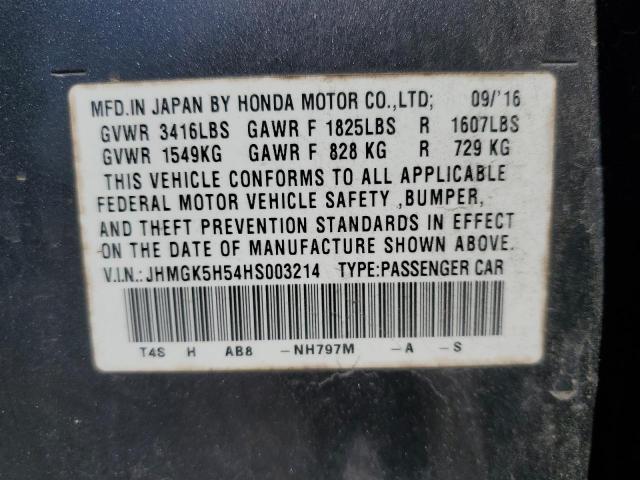 MFD.IN JAPAN BY HONDA MOTOR CO.,LTD; 09/'16
GVWR 3416LBS GAWR F 1825LBS R 1607LBS
GVWR 1549KG GAWR F 828 KG R 729 KG
THIS VEHICLE CONFORMS TO ALL APPLICABLE
FEDERAL MOTOR VEHICLE SAFETY ,BUMPER,
AND THEFT PREVENTION STANDARDS IN EFFECT
ON THE DATE OF MANUFACTURE SHOWN ABOVE.
V.I.N.: JHMGK5H54HS003214 TYPE:PASSENGER CAR
T4S H AB8 -NH797M -A -S